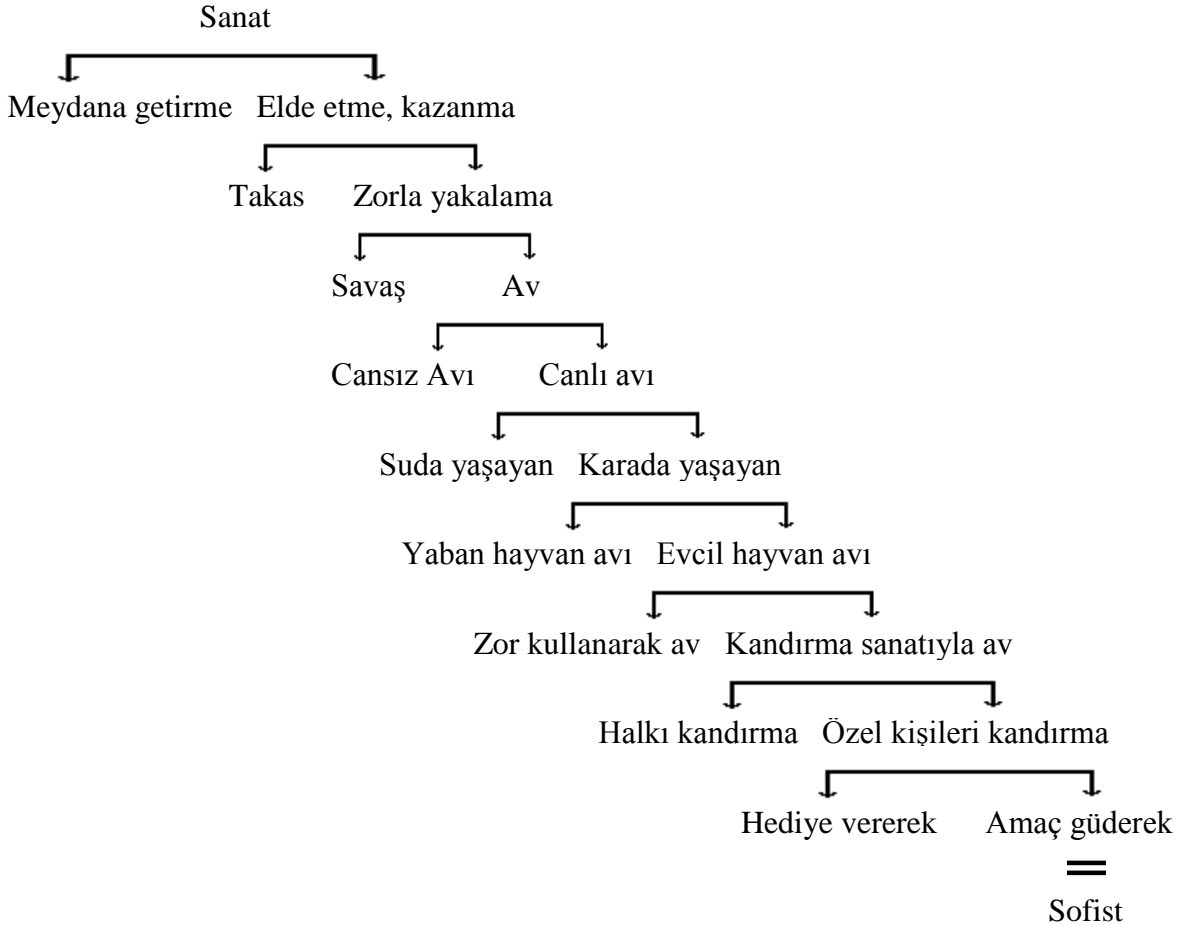 Sanat
Meydana getirme Elde etme, kazanma
Takas Zorla yakalama
Savaş Av
Cansız Avı Canlı avı
Suda yaşayan Karada yaşayan
Yaban hayvan avı Evcil hayvan avı
Zor kullanarak av Kandırma sanatıyla av
Halkı kandırma Özel kişileri kandırma
Hediye vererek Amaç güderek
=
Sofist